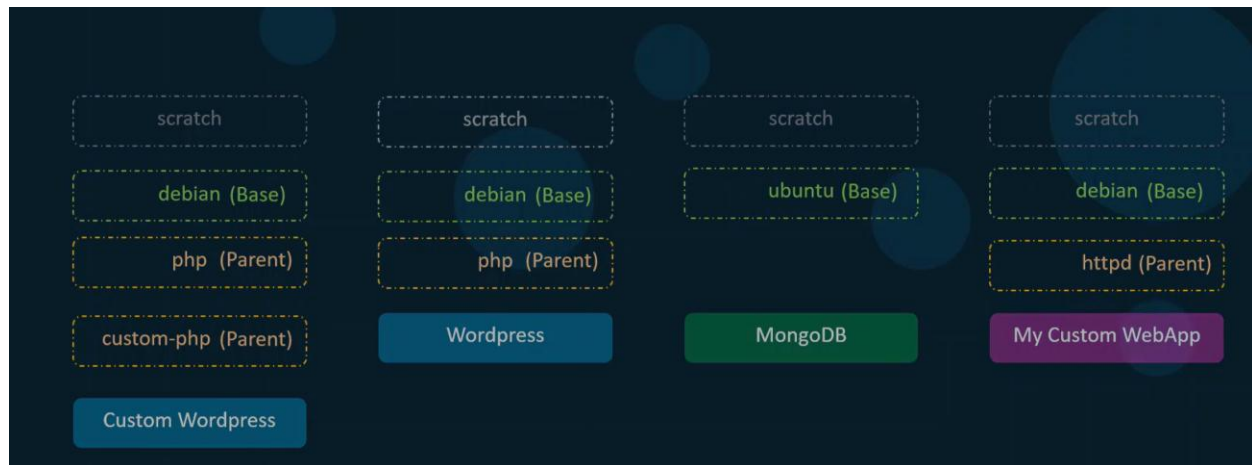 scratch
scratch
scratch
scratch
debian (Base)
debian (Base)
ubuntu (Base)
debian (Base)
php (Parent)
php (Parent)
httpd (Parent)
custom-php (Parent)
Wordpress
MongoDB
My Custom WebApp
Custom Wordpress